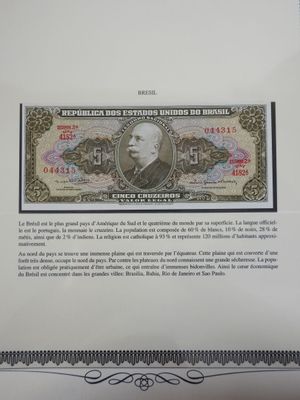 BRESIL
REPÚBLICA DOS ESTADOS UNIDOS DO BRASIL
044315
044315
4182ª
4182ª
5
5
5
5
CINCO CRUZEIROS
VALOR LEGAL
Le Brésil est le plus grand pays d'Amérique du Sud et le quatrième du monde par sa superficie. La langue officiel-
le est le portugais, la monnaie le cruzeiro. La population est composée de 60 % de blancs, 10 % de noirs, 28 % de
métis, ainsi que 2 % d'indiens. La religion est catholique à 93 % et représente 120 millions d'habitants approxi-
mativement.
Au nord du pays se trouve une immense plaine qui est traversée par l'équateur. Cette plaine qui est couverte d'une
forêt très dense, occupe le nord du pays. Par contre les plateaux du nord connaissent une grande sécheresse. La popu-
lation est obligée pratiquement d'être urbaine, ce qui entraîne d'immenses bidonvilles. Ainsi le cœur économique
du Brésil est concentré dans les grandes villes: Brasilia, Bahia, Rio de Janeiro et Sao Paulo.